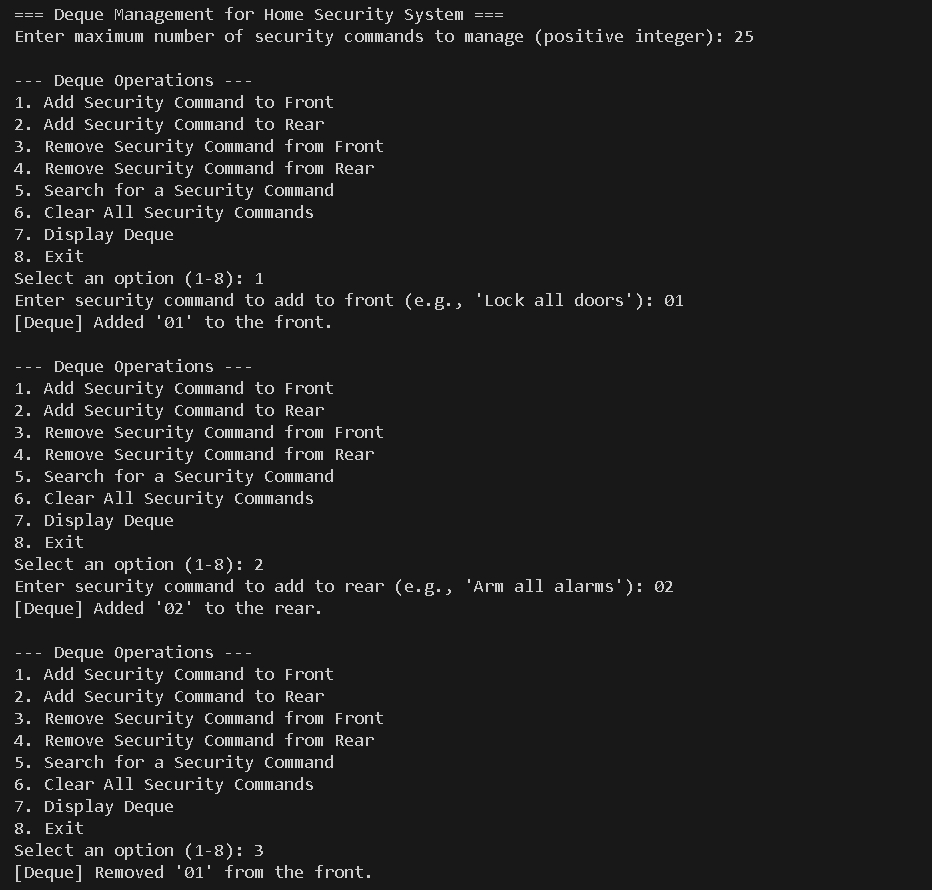 === Deque Management for Home Security System ===
Enter maximum number of security commands to manage (positive integer): 25
--- Deque Operations ---
1. Add Security Command to Front
2. Add Security Command to Rear
3. Remove Security Command from Front
4. Remove Security Command from Rear
5. Search for a Security Command
6. Clear All Security Commands
7. Display Deque
8. Exit
Select an option (1-8): 1
Enter security command to add to front (e.g., 'Lock all doors'): 01
[Deque] Added '01' to the front.
--- Deque Operations ---
1. Add Security Command to Front
2. Add Security Command to Rear
3. Remove Security Command from Front
4. Remove Security Command from Rear
5. Search for a Security Command
6. Clear All Security Commands
7. Display Deque
8. Exit
Select an option (1-8): 2
Enter security command to add to rear (e.g., 'Arm all alarms'): 02
[Deque] Added '02' to the rear.
--- Deque Operations ---
1. Add Security Command to Front
2. Add Security Command to Rear
3. Remove Security Command from Front
4. Remove Security Command from Rear
5. Search for a Security Command
6. Clear All Security Commands
7. Display Deque
8. Exit
Select an option (1-8): 3
[Deque] Removed '01' from the front.